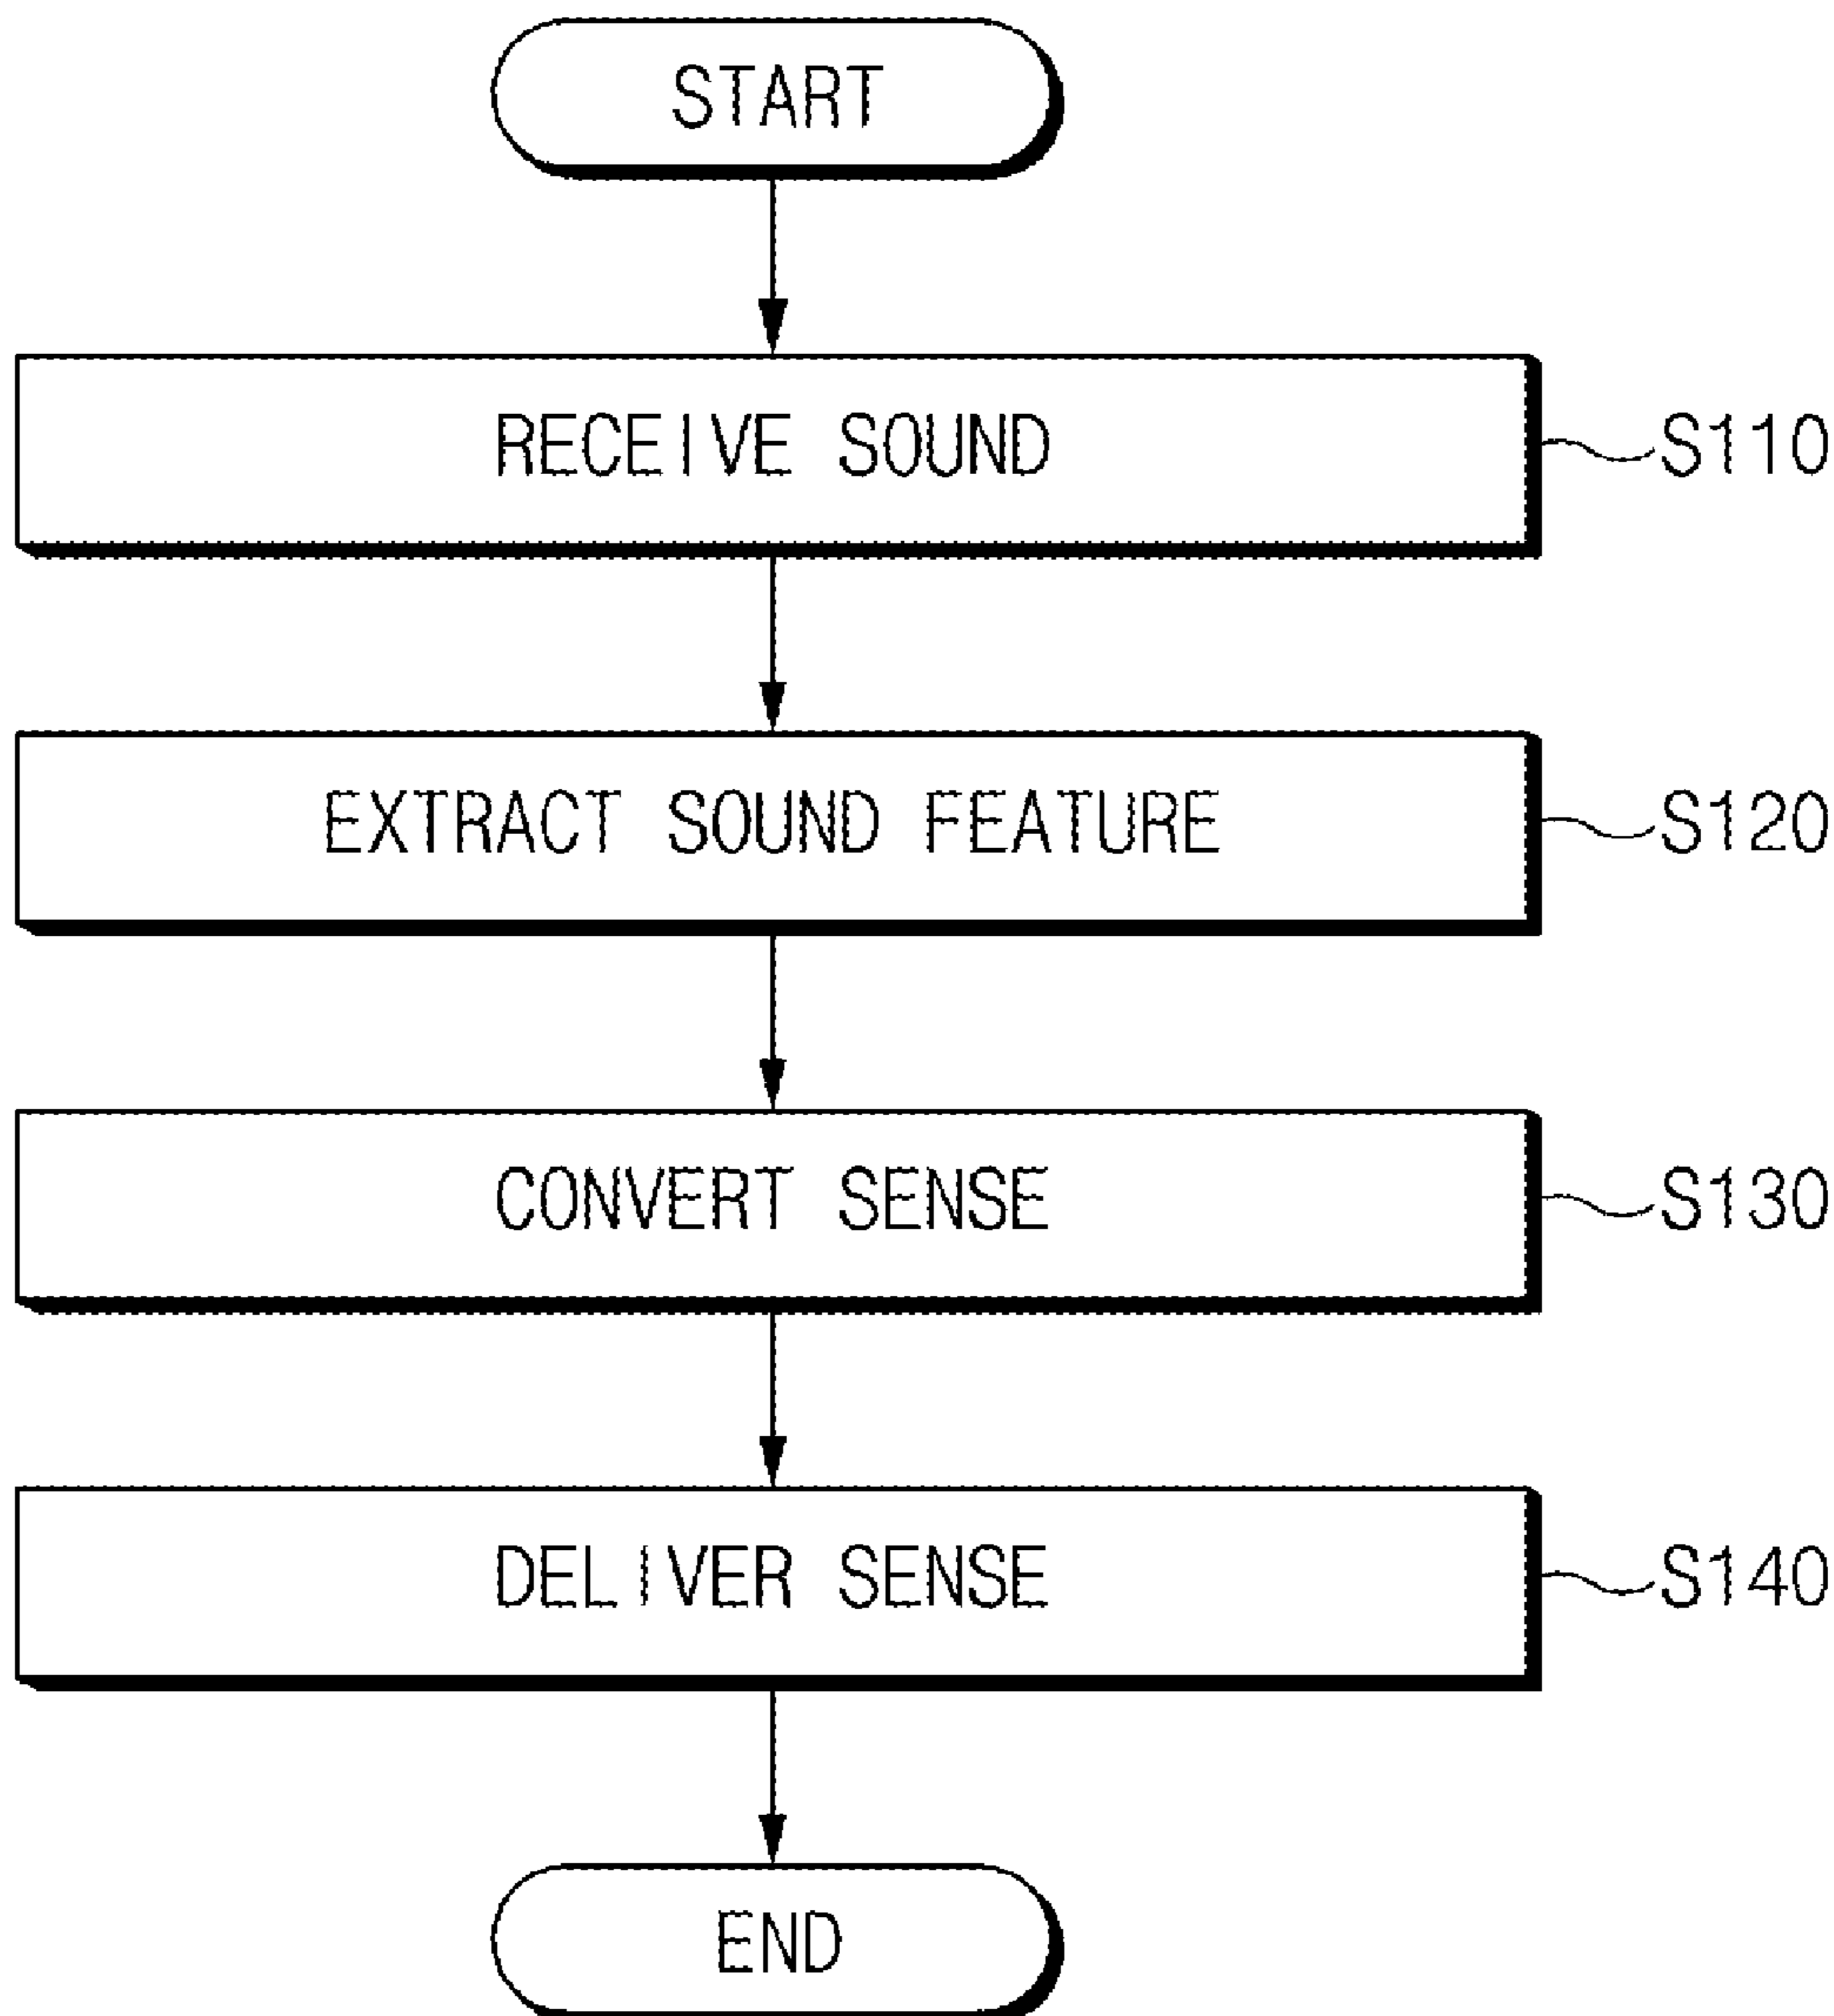 START
RECEIVE SOUND
S110
EXTRACT SOUND FEATURE
S120
CONVERT SENSE
S130
DELIVER SENSE
S140
END